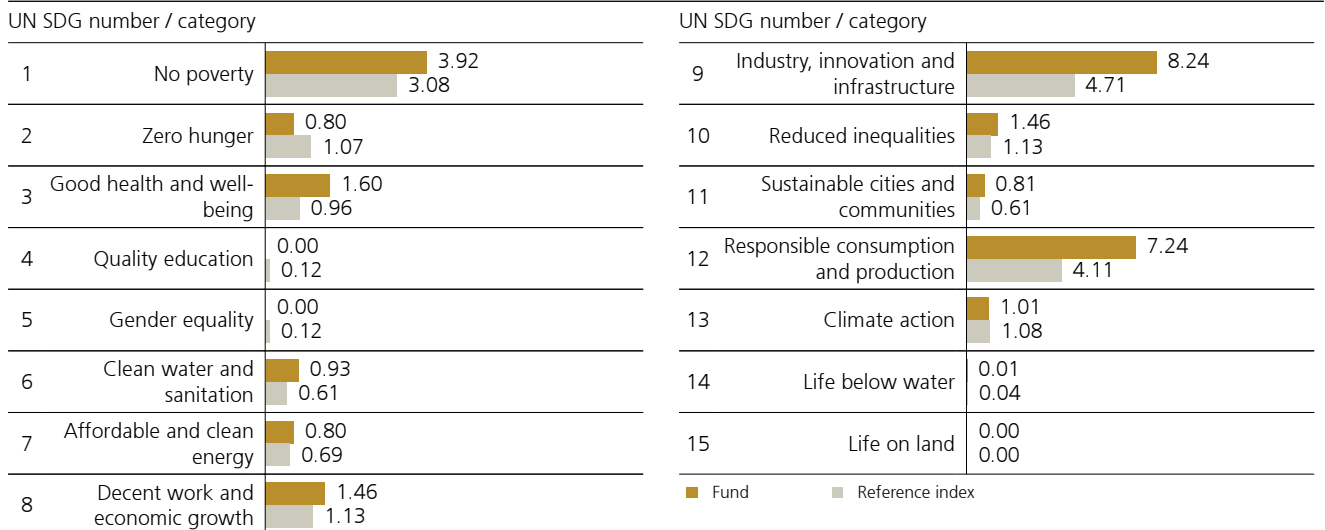 UN SDG number / category
1
No poverty
3.92
3.08
2
Zero hunger
0.80
1.07
3
Good health and well-
being
1.60
0.96
4
Quality education
0.00
0.12
5
Gender equality
0.00
0.12
6
Clean water and
sanitation
0.93
0.61
7
Affordable and clean
energy
0.80
0.69
8
Decent work and
economic growth
1.46
1.13
UN SDG number / category
9
Industry, innovation and
infrastructure
8.24
4.71
10
Reduced inequalities
1.46
1.13
11
Sustainable cities and
communities
0.81
0.61
12
Responsible consumption
and production
7.24
4.11
13
Climate action
1.01
1.08
14
Life below water
0.01
0.04
15
Life on land
0.00
0.00
Fund
Reference index